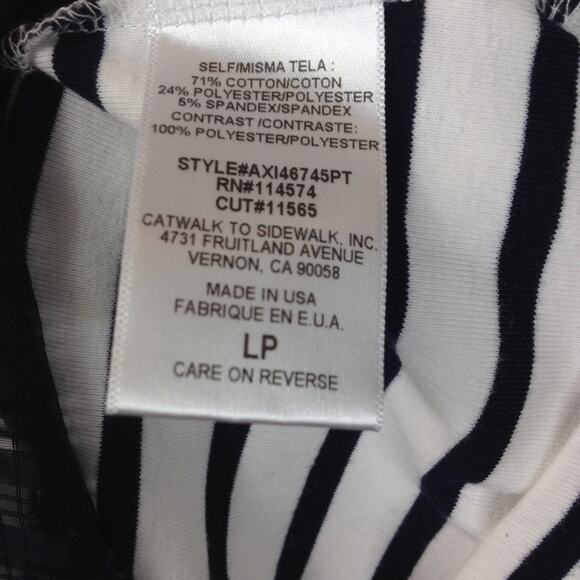 SELF/MISMA TELA :
71% COTTON/COTON
24% POLYESTER/POLYESTER
5% SPANDEX/SPANDEX
CONTRAST /CONTRASTE:
100% POLYESTER/POLYESTER
STYLE#AXI46745PT
RN#114574
CUT#11565
CATWALK TO SIDEWALK, INC.
4731 FRUITLAND AVENUE
VERNON, CA 90058
MADE IN USA
FABRIQUE EN E.U.A.
LP
CARE ON REVERSE